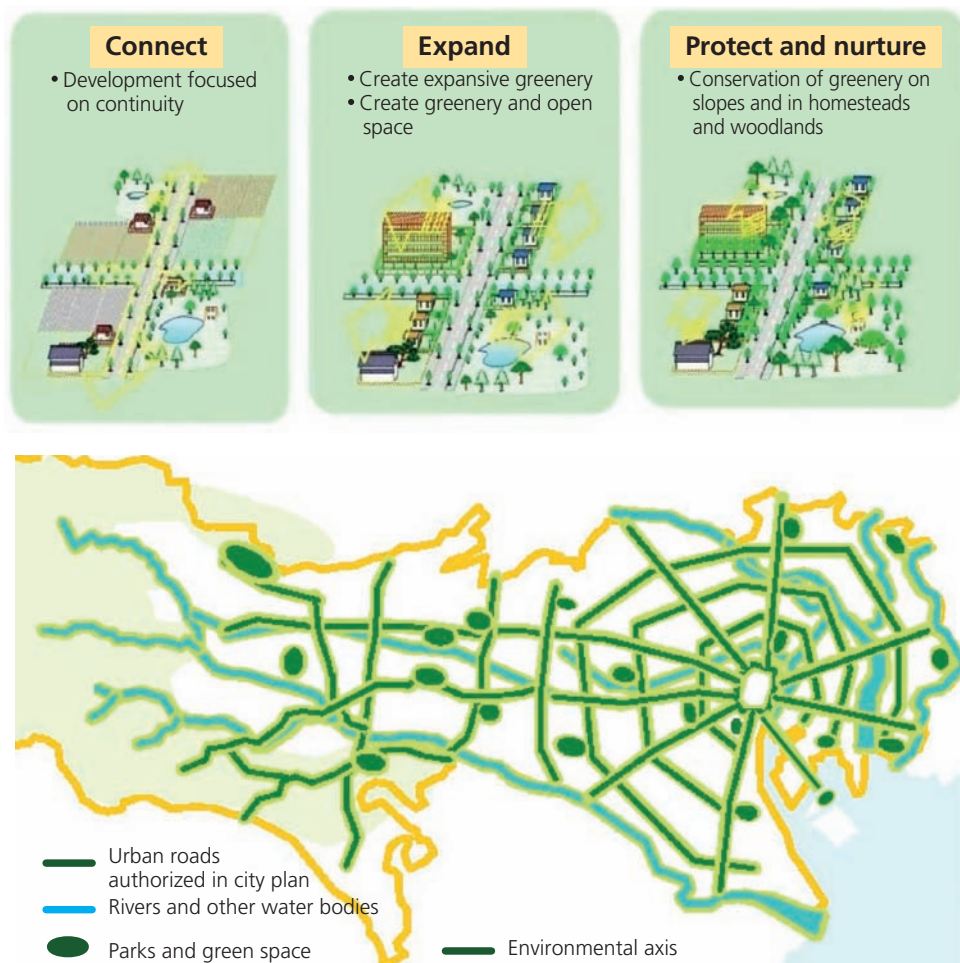 Connect
• Development focused
on continuity
Expand
• Create expansive greenery
• Create greenery and open
space
Protect and nurture
• Conservation of greenery on
slopes and in homesteads
and woodlands
Urban roads
authorized in city plan
Rivers and other water bodies
Parks and green space
Environmental axis